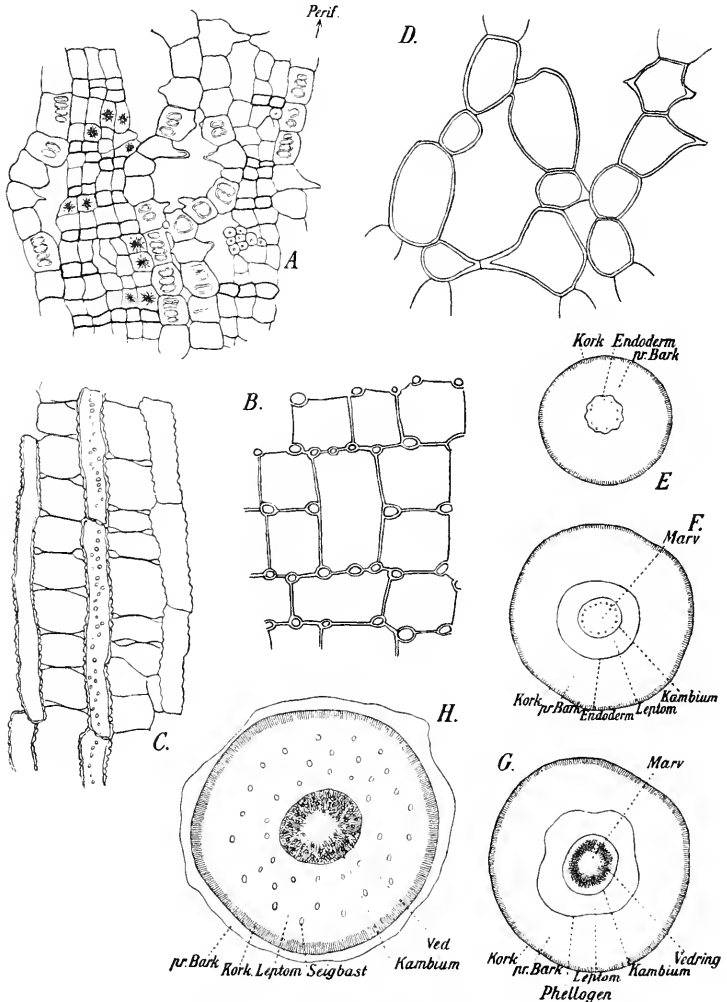 Perif.
D.
A
Kork Endoderm
pr. Bark
B.
E
F.
Marv
C.
Kork
pr. Bark
Endoderm
Leptom
Kambium
H.
G.
Marv
pr. Bark
Kork Leptom Seigbast
Ved
Kambium
Kork
pr. Bark
Leptom
Kambium
Vedring
Phellogen